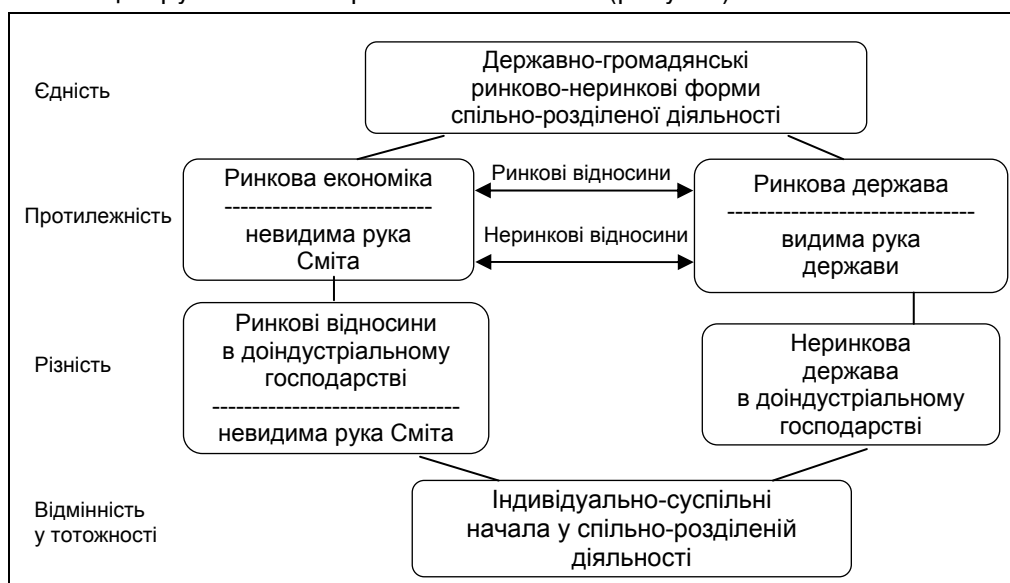 Державно-громадянські
ринково-неринкові форми
спільно-розділеної діяльності
Єдність
Ринкова економіка
----------------------------
невидима рука
Сміта
Ринкові відносини
Неринкові відносини
Ринкова держава
---------------------------------
видима рука
держави
Протилежність
Ринкові відносини
в доіндустріальному
господарстві
---------------------------------
невидима рука Сміта
Неринкова
держава
в доіндустріальному
господарстві
Різність
Індивідуально-суспільні
начала у спільно-розділеній
діяльності
Відмінність
у тотожності